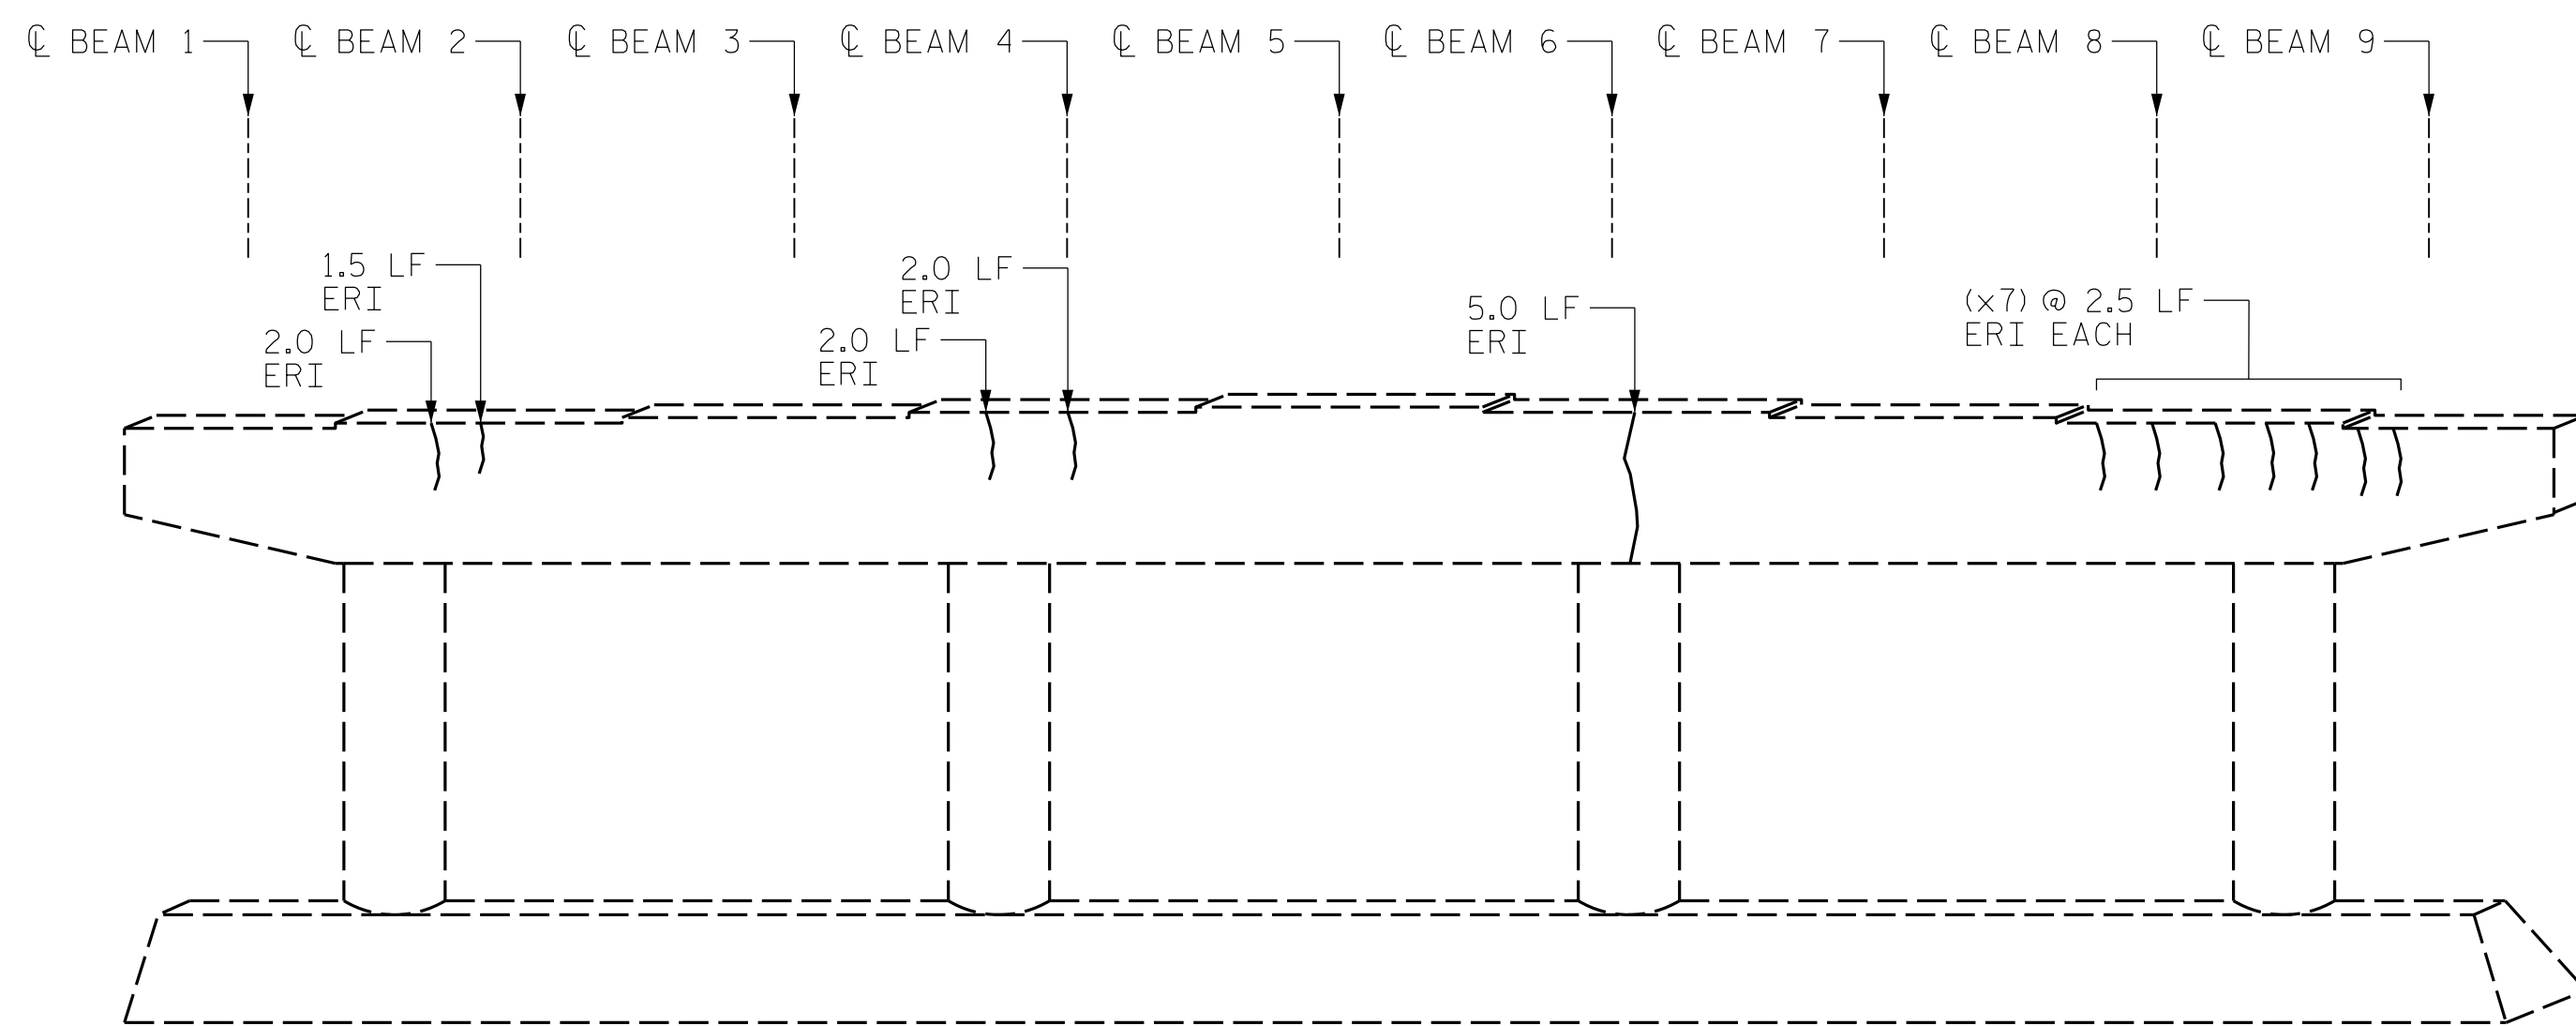 ℄ BEAM 1
℄ BEAM 2
℄ BEAM 3
℄ BEAM 4
℄ BEAM 5
℄ BEAM 6
℄ BEAM 7
℄ BEAM 8
℄ BEAM 9
1.5 LF
ERI
2.0 LF
ERI
2.0 LF
ERI
2.0 LF
ERI
5.0 LF
ERI
(x7) @ 2.5 LF
ERI EACH